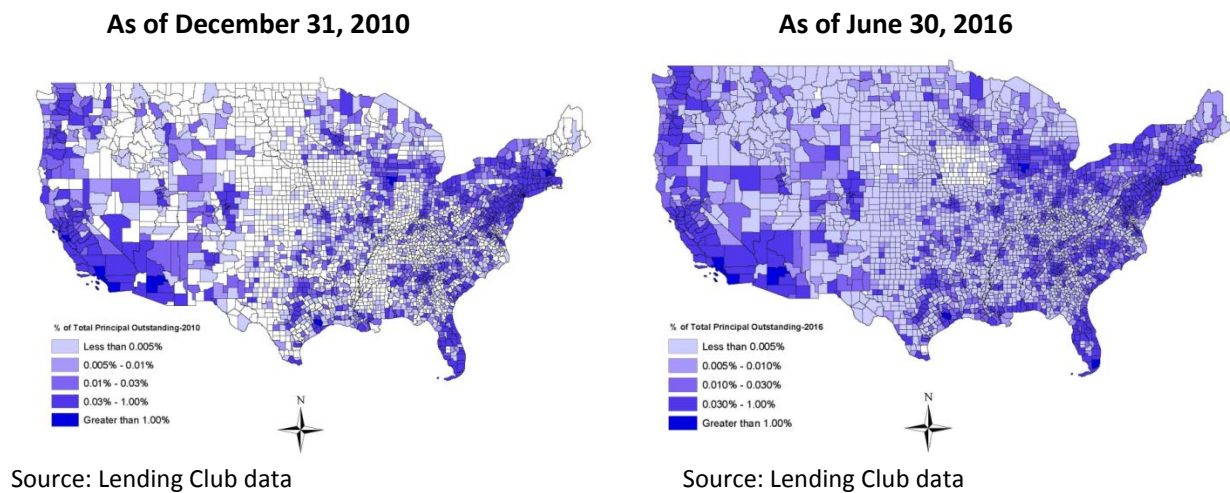 As of December 31, 2010
As of June 30, 2016
% of Total Principal Outstanding-2010
Less than 0.005%
0.005% - 0.01%
0.01% - 0.03%
0.03% - 1.00%
Greater than 1.00%
N
% of Total Principal Outstanding-2016
Less than 0.005%
0.005% - 0.010%
0.010% - 0.030%
0.030% - 1.00%
Greater than 1.00%
N
Source: Lending Club data
Source: Lending Club data